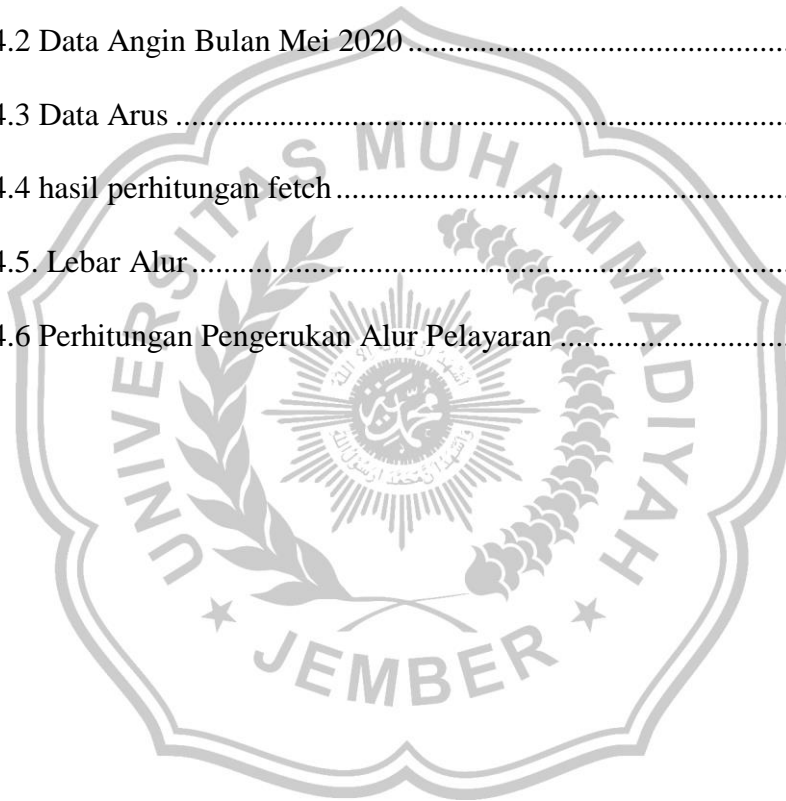 4.2 Data Angin Bulan Mei 2020 ...............................................
4.3 Data Arus .............................................................................
4.4 hasil perhitungan fetch .........................................................
4.5. Lebar Alur ...........................................................................
4.6 Perhitungan Pengerukan Alur Pelayaran ............................
UNIVERSITAS MUHAMMADIYAH
JEMBER